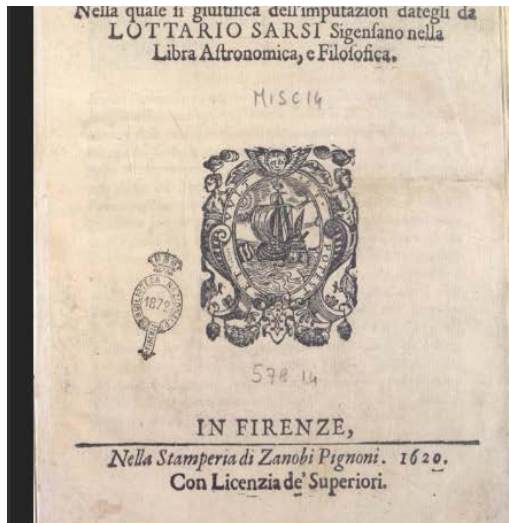 Nella quale si giustifica dell'imputazion dategli da
LOTTARIO SARSI Sigensano nella
Libra Astronomica, e Filosofica.
MISC 14
1872
578 14
IN FIRENZE,
Nella Stamperia di Zanobi Pignoni. 1620.
Con Licenzia de' Superiori.